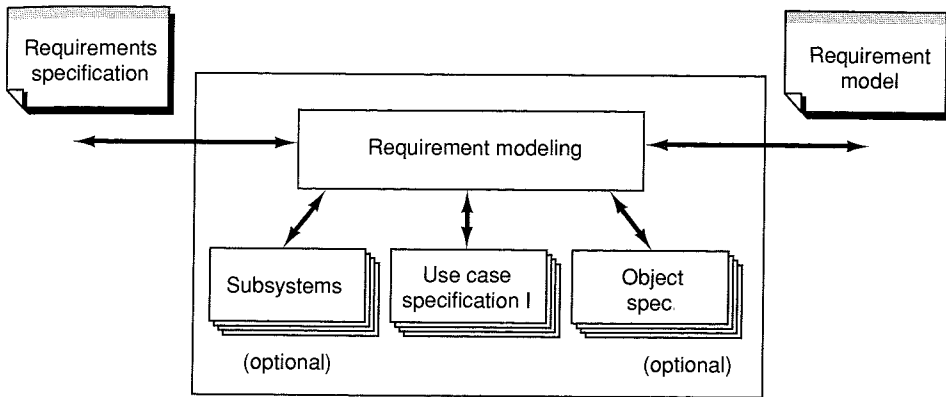 Requirements
specification
Requirement
model
Requirement modeling
Subsystems
Use case
specification I
Object
spec.
(optional)
(optional)